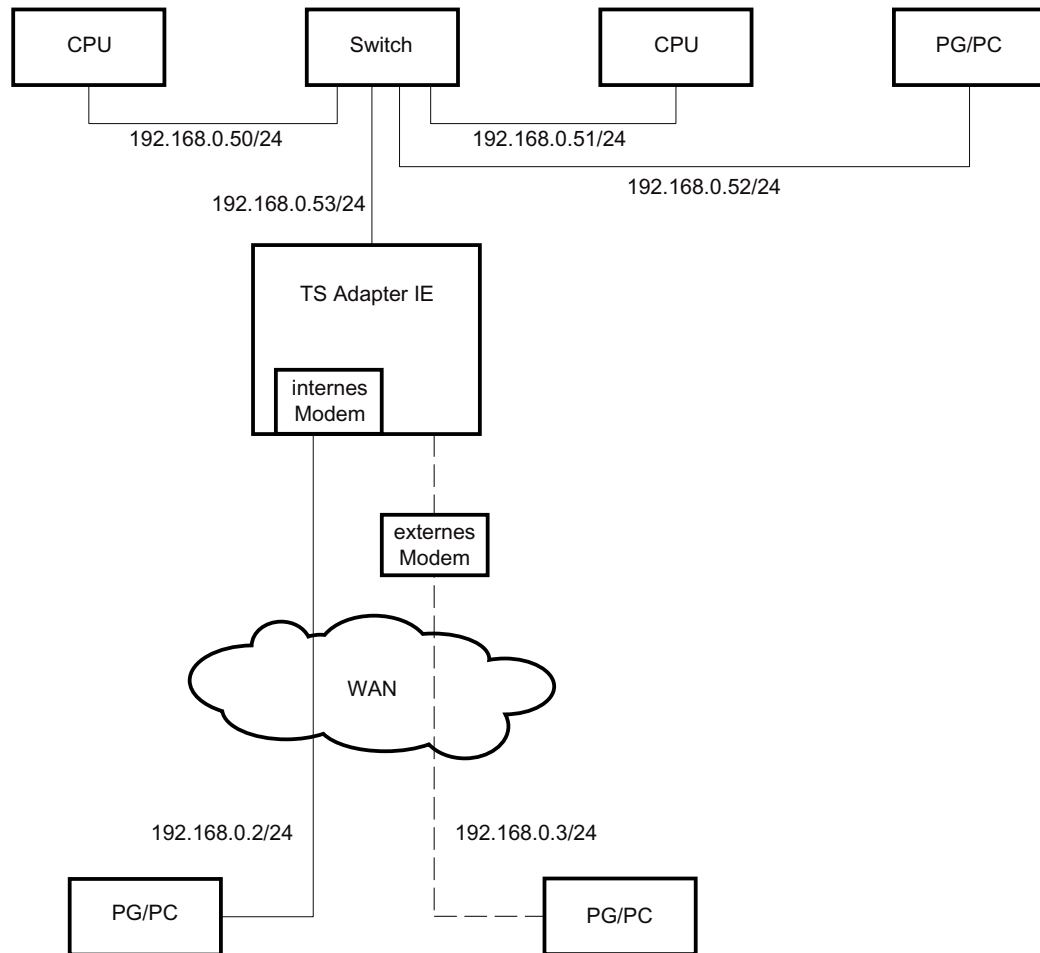 CPU
Switch
CPU
PG/PC
192.168.0.50/24
192.168.0.51/24
192.168.0.52/24
192.168.0.53/24
TS Adapter IE
internes
Modem
externes
Modem
WAN
192.168.0.2/24
192.168.0.3/24
PG/PC
PG/PC